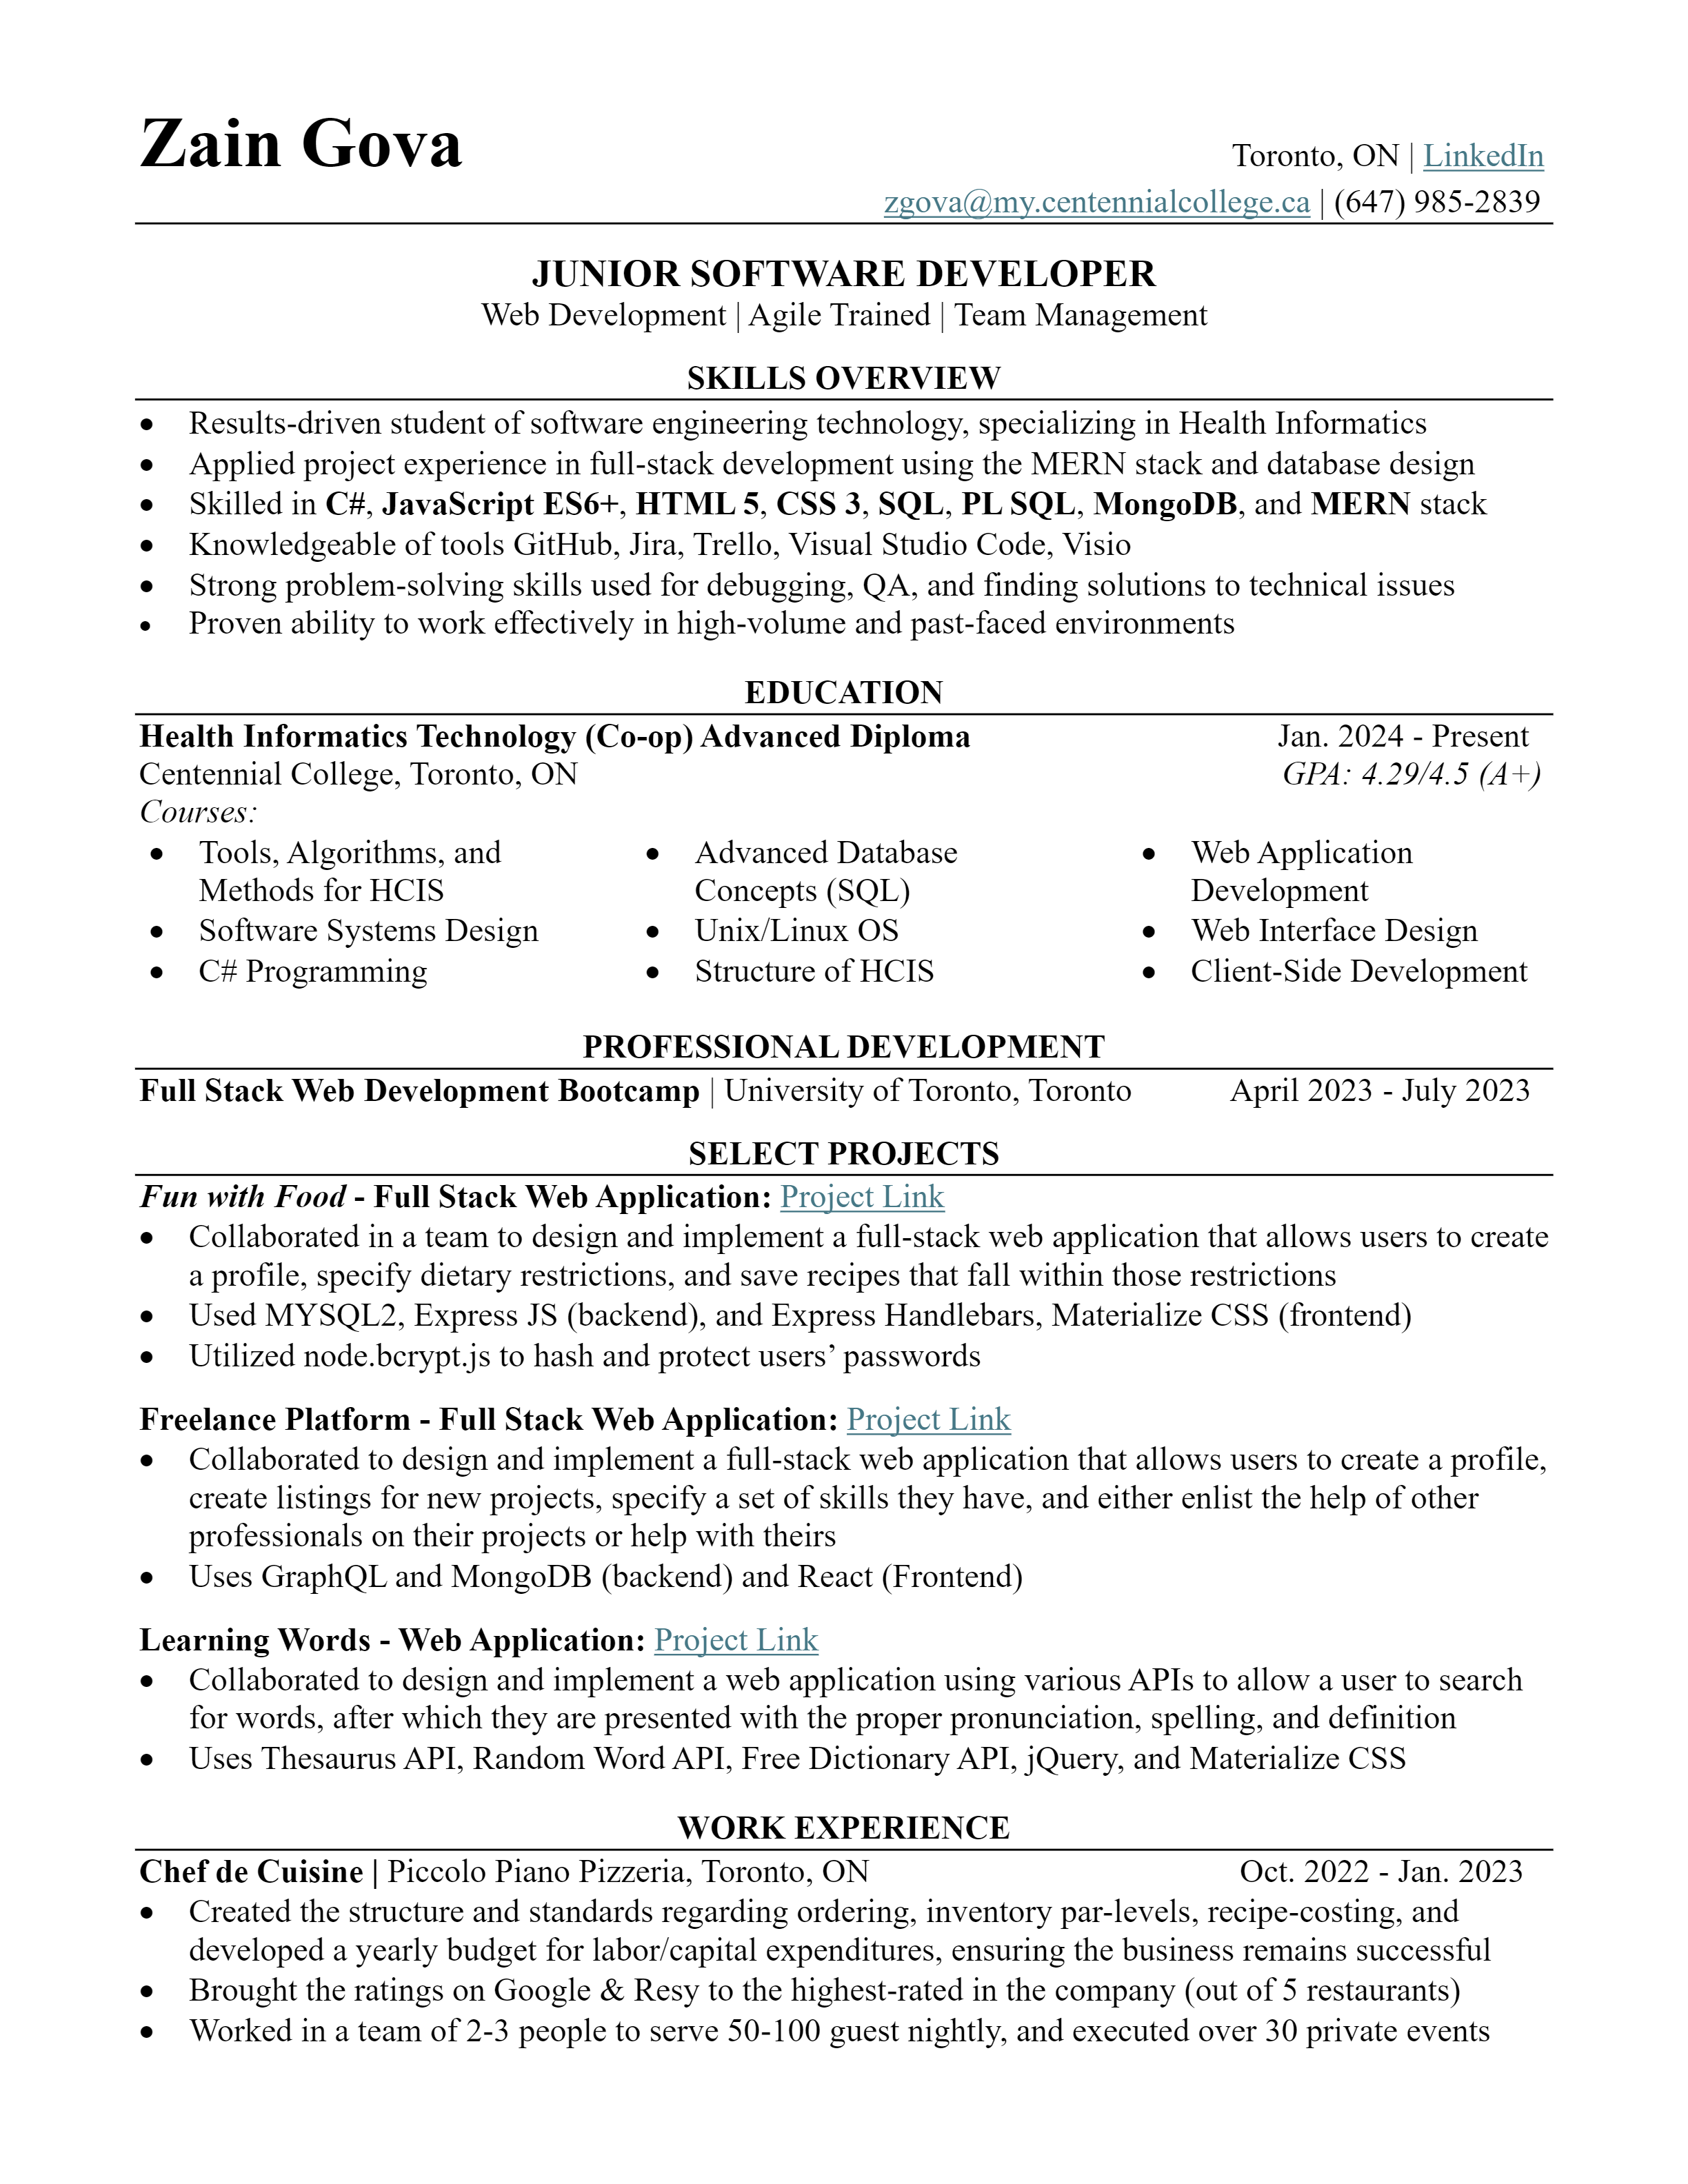 Zain Gova
Toronto, ON | LinkedIn
zgova@my.centennialcollege.ca | (647) 985-2839
JUNIOR SOFTWARE DEVELOPER
Web Development | Agile Trained | Team Management
SKILLS OVERVIEW
• Results-driven student of software engineering technology, specializing in Health Informatics
• Applied project experience in full-stack development using the MERN stack and database design
• Skilled in C#, JavaScript ES6+, HTML 5, CSS 3, SQL, PL SQL, MongoDB, and MERN stack
• Knowledgeable of tools GitHub, Jira, Trello, Visual Studio Code, Visio
• Strong problem-solving skills used for debugging, QA, and finding solutions to technical issues
• Proven ability to work effectively in high-volume and past-faced environments
EDUCATION
Health Informatics Technology (Co-op) Advanced Diploma Jan. 2024 - Present
Centennial College, Toronto, ON GPA: 4.29/4.5 (A+)
Courses:
• Tools, Algorithms, and
Methods for HCIS
• Software Systems Design
• C# Programming
• Advanced Database
Concepts (SQL)
• Unix/Linux OS
• Structure of HCIS
• Web Application
Development
• Web Interface Design
• Client-Side Development
PROFESSIONAL DEVELOPMENT
Full Stack Web Development Bootcamp | University of Toronto, Toronto April 2023 - July 2023
SELECT PROJECTS
Fun with Food - Full Stack Web Application: Project Link
• Collaborated in a team to design and implement a full-stack web application that allows users to create
a profile, specify dietary restrictions, and save recipes that fall within those restrictions
• Used MYSQL2, Express JS (backend), and Express Handlebars, Materialize CSS (frontend)
• Utilized node.bcrypt.js to hash and protect users’ passwords
Freelance Platform - Full Stack Web Application: Project Link
• Collaborated to design and implement a full-stack web application that allows users to create a profile,
create listings for new projects, specify a set of skills they have, and either enlist the help of other
professionals on their projects or help with theirs
• Uses GraphQL and MongoDB (backend) and React (Frontend)
Learning Words - Web Application: Project Link
• Collaborated to design and implement a web application using various APIs to allow a user to search
for words, after which they are presented with the proper pronunciation, spelling, and definition
• Uses Thesaurus API, Random Word API, Free Dictionary API, jQuery, and Materialize CSS
WORK EXPERIENCE
Chef de Cuisine | Piccolo Piano Pizzeria, Toronto, ON Oct. 2022 - Jan. 2023
• Created the structure and standards regarding ordering, inventory par-levels, recipe-costing, and
developed a yearly budget for labor/capital expenditures, ensuring the business remains successful
• Brought the ratings on Google & Resy to the highest-rated in the company (out of 5 restaurants)
• Worked in a team of 2-3 people to serve 50-100 guest nightly, and executed over 30 private events